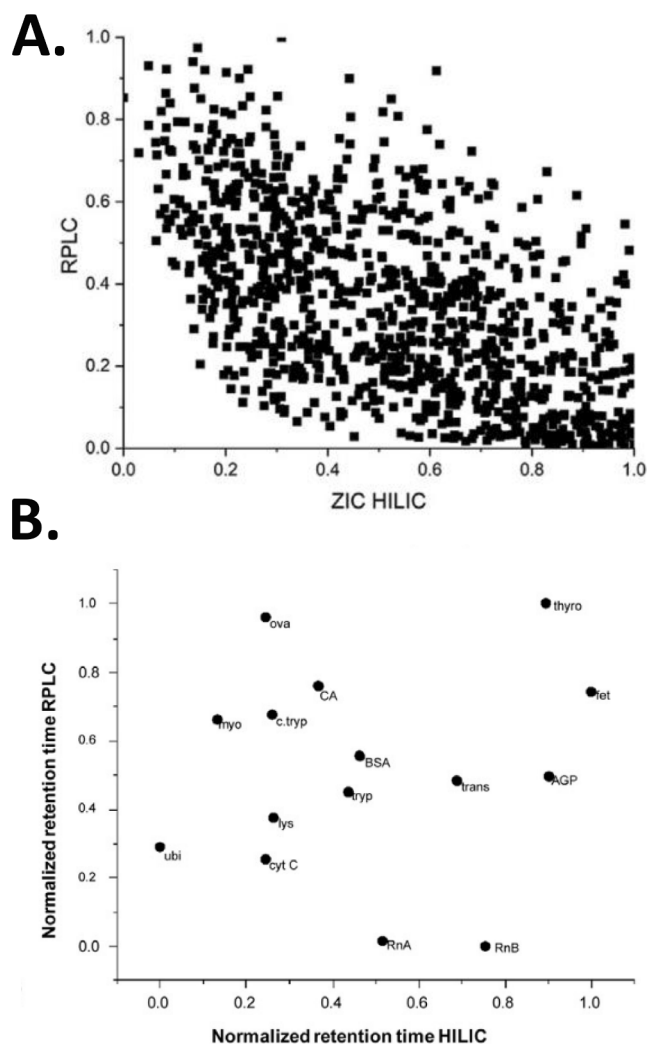 A.
1.0
0.8
0.6
0.4
0.2
0.0
RPLC
0.0 0.2 0.4 0.6 0.8 1.0
ZIC HILIC
B.
Normalized retention time RPLC
1.0
0.8
0.6
0.4
0.2
0.0
ova
thyro
CA
fet
myo
c.tryp
BSA
tryp
trans
AGP
lys
ubi
cyt C
RnA
RnB
0.0 0.2 0.4 0.6 0.8 1.0
Normalized retention time HILIC